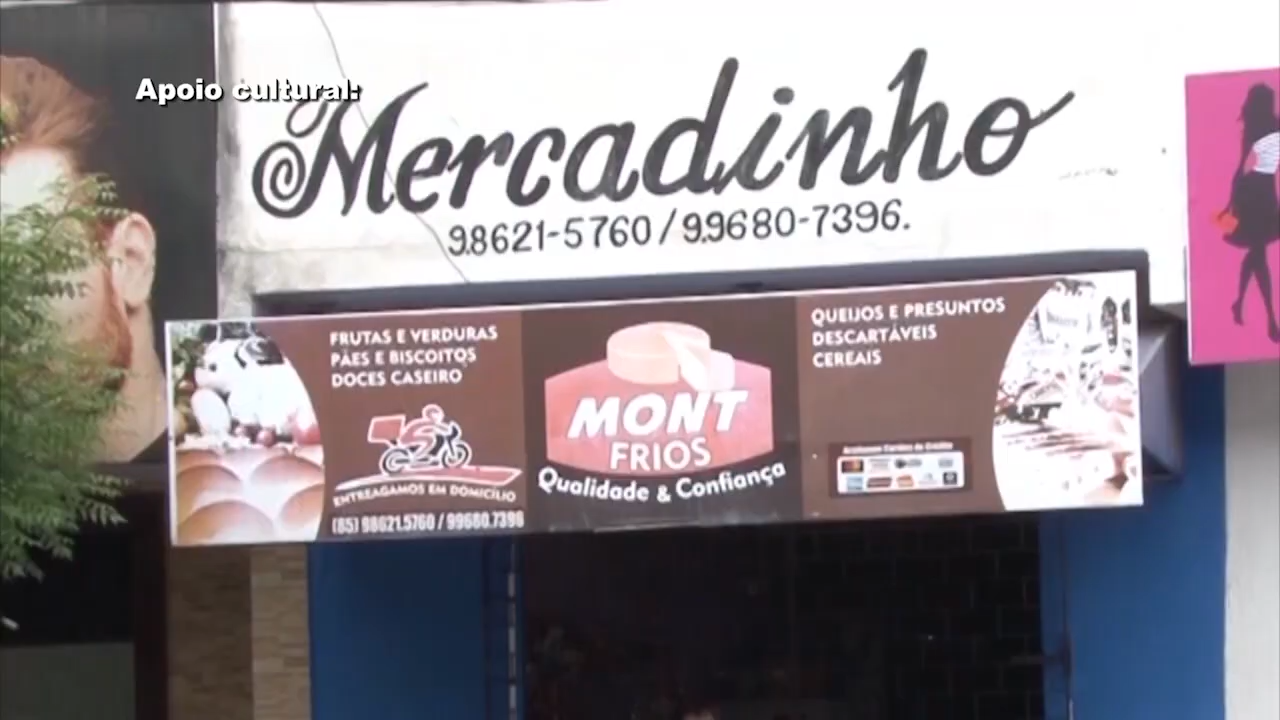 Apoio cultural:
Mercadinho
9.8621-5760 / 9.9680-7396.
FRUTAS E VERDURAS
PÃES E BISCOITOS
DOCES CASEIRO
ENTREAGAMOS EM DOMICÍLIO
(85) 98621.5760 / 99680.7396
MONT
FRIOS
Qualidade & Confiança
QUEIJOS E PRESUNTOS
DESCARTÁVEIS
CEREAIS